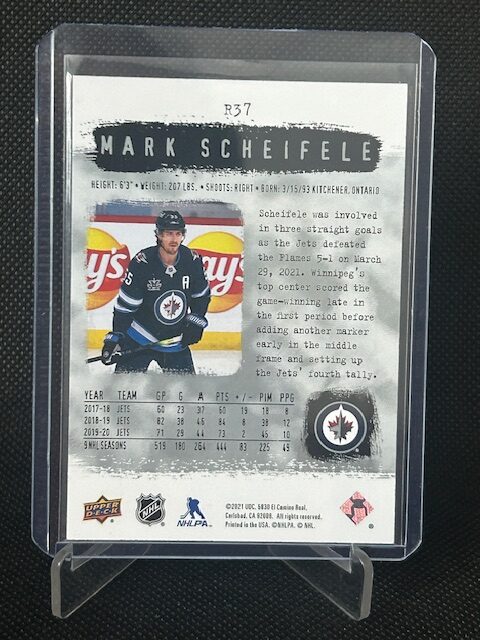 R37
MARK SCHEIFELE
HEIGHT: 6'3" • WEIGHT: 207 LBS. • SHOOTS: RIGHT • BORN: 3/15/93 KITCHENER, ONTARIO
Scheifele was involved
in three straight goals
as the Jets defeated
the Flames 5-1 on March
29, 2021. Winnipeg's
top center scored the
game-winning late in
the first period before
adding another marker
early in the middle
frame and setting up
the Jets' fourth tally.
ay's
ay's
55
A
YEAR TEAM GP G A PTS +/- PIM PPG
2017-18 JETS 60 23 37 60 19 18 8
2018-19 JETS 82 38 46 84 8 38 12
2019-20 JETS 71 29 44 73 2 45 10
9 NHL SEASONS 519 180 264 444 83 225 49
UPPER
DECK
NHL
NHLPA
©2021 UDC. 5830 El Camino Real,
Carlsbad, CA 92008. All rights reserved.
Printed in the USA. ©NHLPA. © NHL.